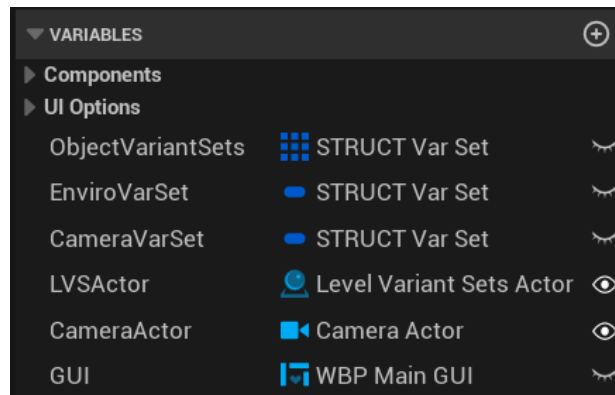 VARIABLES
Components
UI Options
ObjectVariantSets STRUCT Var Set
EnviroVarSet STRUCT Var Set
CameraVarSet STRUCT Var Set
LVSActor Level Variant Sets Actor
CameraActor Camera Actor
GUI WBP Main GUI